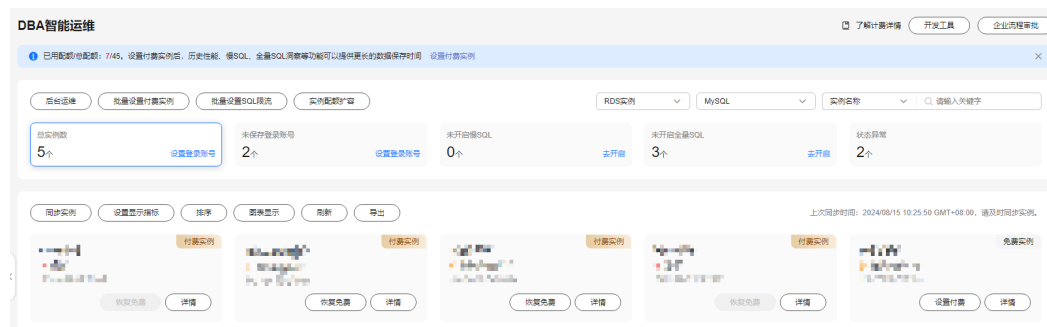 DBA智能运维
了解计费详情 开发工具 企业流程审批
已用配额/总配额：7/45。设置付费实例后，历史性能、慢SQL、全量SQL洞察等功能可以提供更长的数据保存时间 设置付费实例
后台运维 批量设置付费实例 批量设置SQL限流 实例配额扩容 RDS实例 MySQL 实例名称 请输入关键字
总实例数 未保存登录账号 未开启慢SQL 未开启全量SQL 状态异常
5个 设置登录账号 2个 设置登录账号 0个 去开启 3个 去开启 2个
同步实例 设置显示指标 排序 图表显示 刷新 导出 上次同步时间：2024/08/15 10:25:50 GMT+08:00，请及时同步实例。
付费实例 付费实例 付费实例 付费实例 免费实例
恢复免费 详情 恢复免费 详情 恢复免费 详情 恢复免费 详情 设置付费 详情